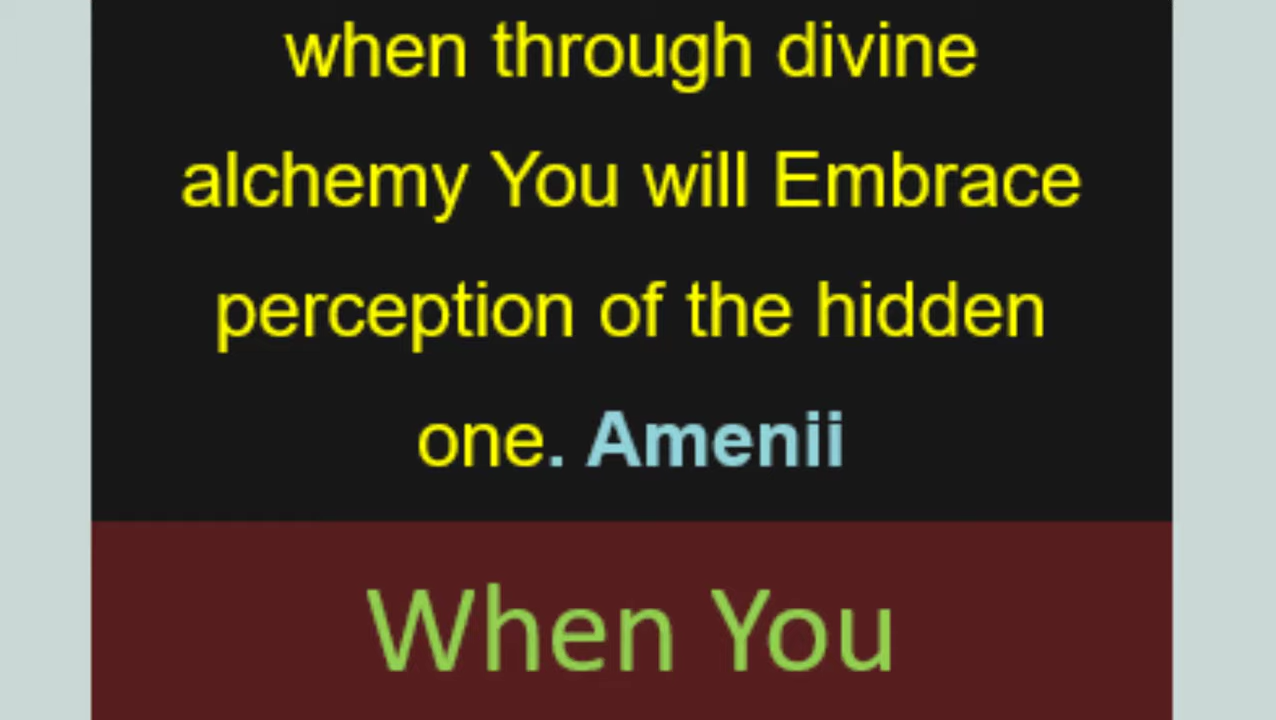 when through divine
alchemy You will Embrace
perception of the hidden
one. Amenii
When You